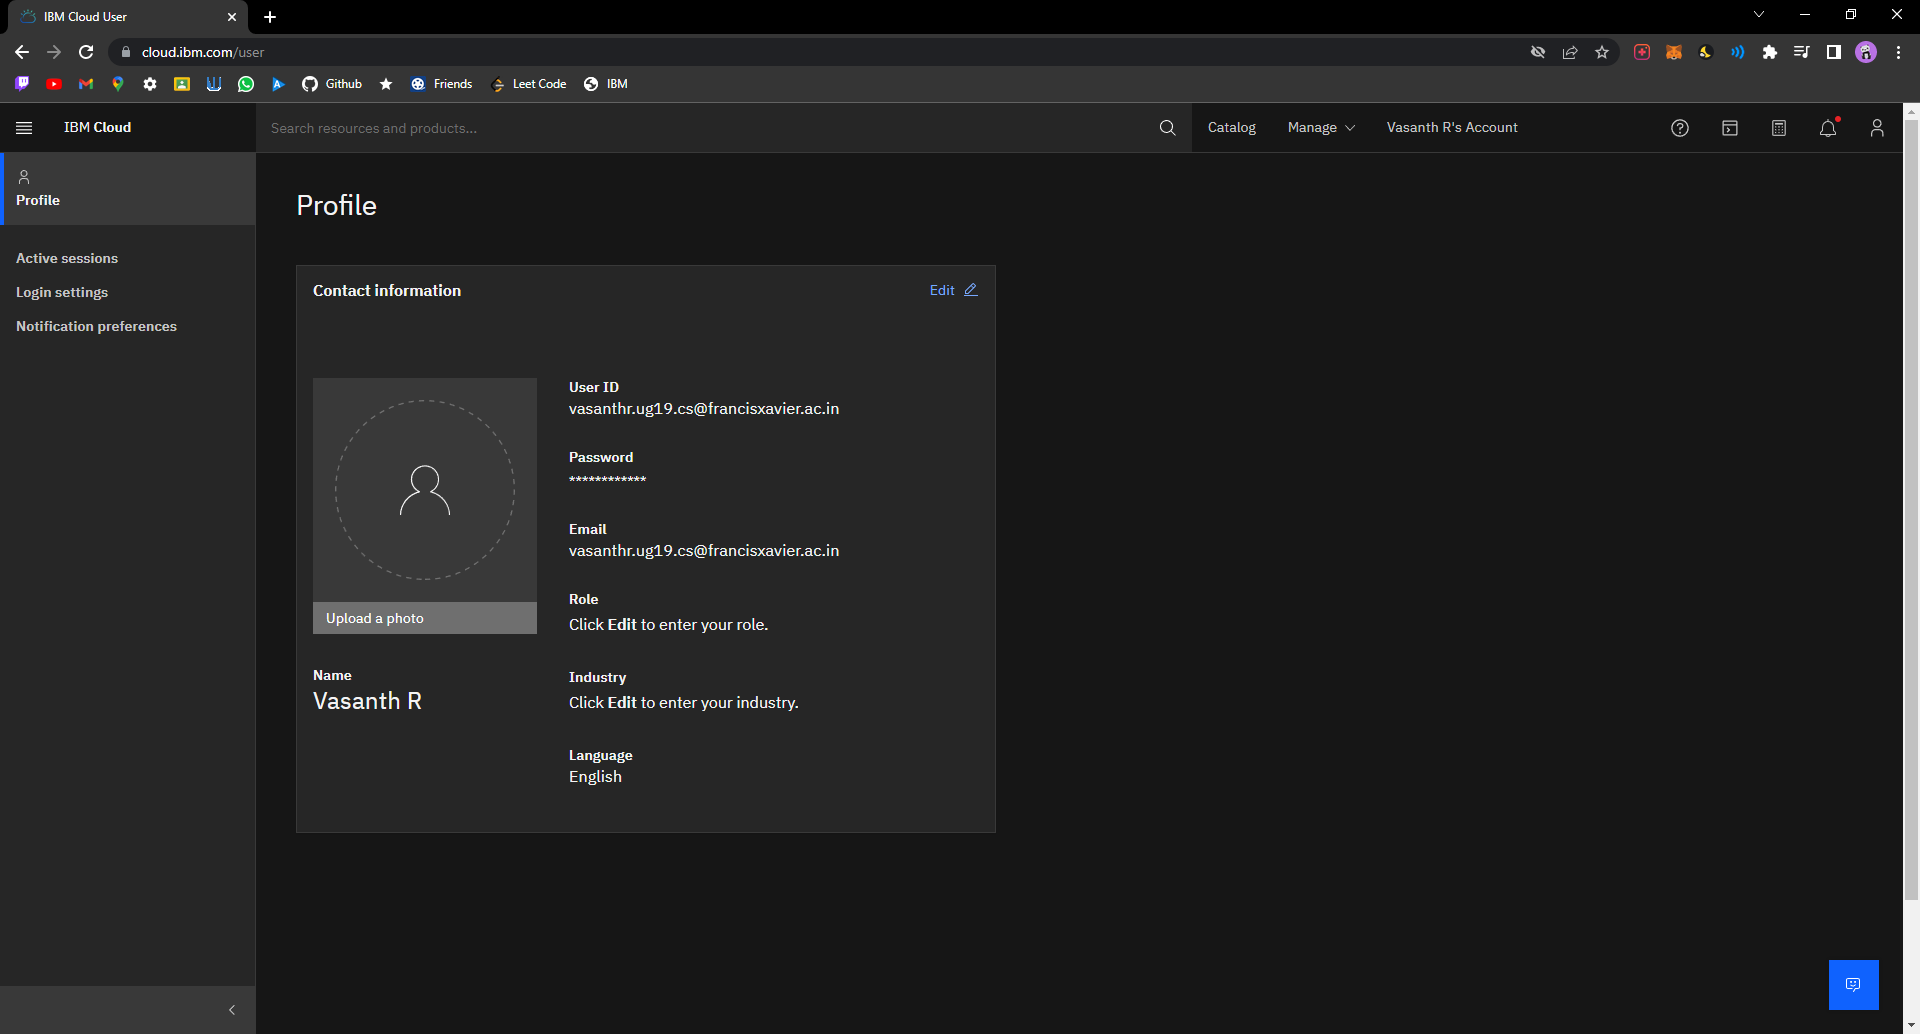 IBM Cloud User
cloud.ibm.com/user
Github
Friends
Leet Code
IBM
IBM Cloud
Search resources and products...
Catalog
Manage
Vasanth R's Account
Profile
Active sessions
Login settings
Notification preferences
Profile
Contact information
Edit
Upload a photo
Name
Vasanth R
User ID
vasanthr.ug19.cs@francisxavier.ac.in
Password
************
Email
vasanthr.ug19.cs@francisxavier.ac.in
Role
Click Edit to enter your role.
Industry
Click Edit to enter your industry.
Language
English